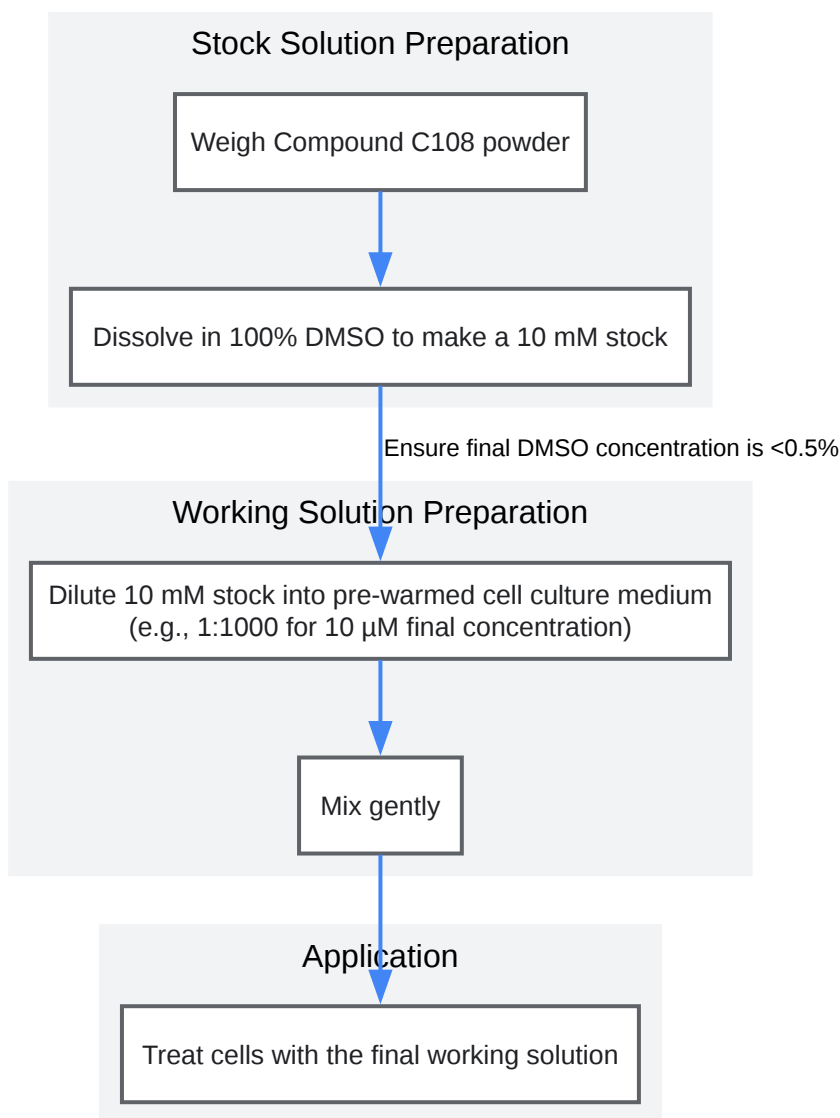 Stock Solution Preparation
Weigh Compound C108 powder
Dissolve in 100% DMSO to make a 10 mM stock
Ensure final DMSO concentration is <0.5%
Working Solution Preparation
Dilute 10 mM stock into pre-warmed cell culture medium
(e.g., 1:1000 for 10 µM final concentration)
Mix gently
Application
Treat cells with the final working solution